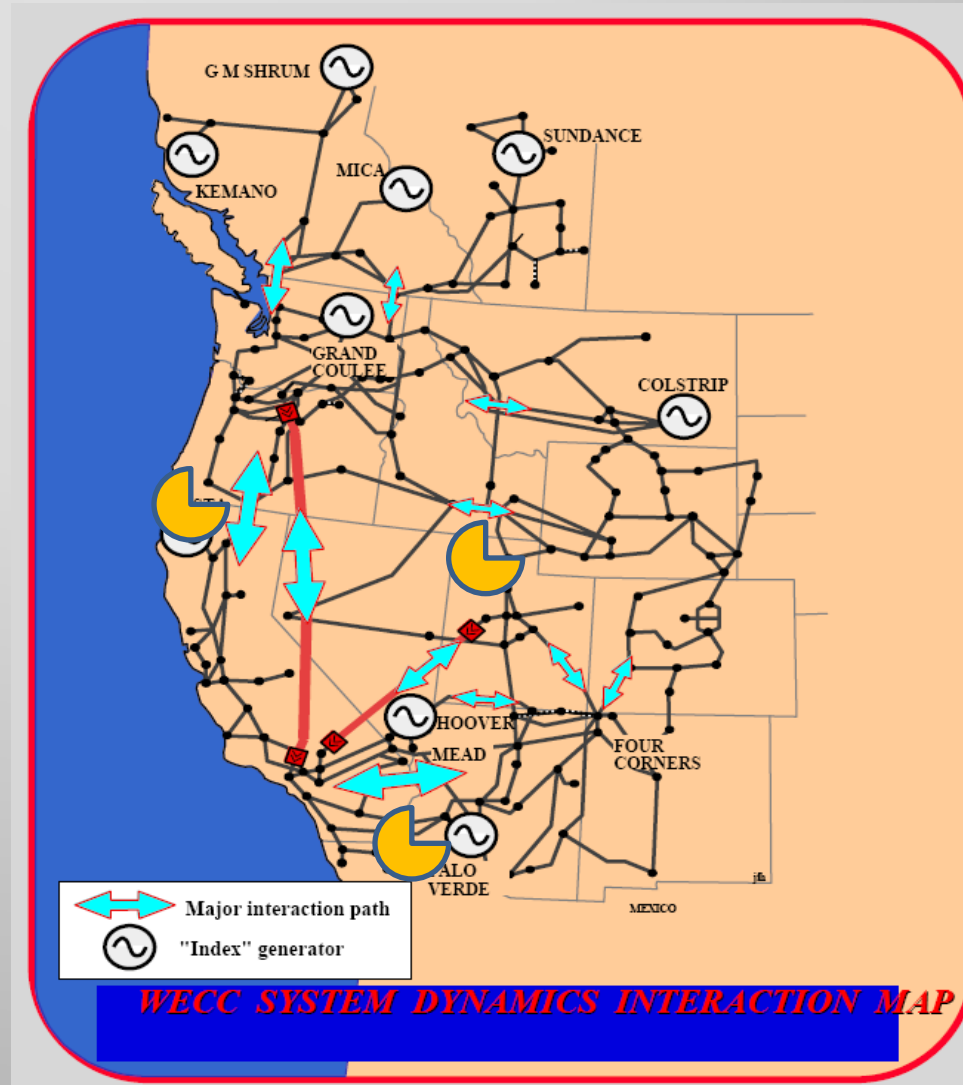 G M SHRUM
SUNDANCE
MICA
KEMANO
GRAND
COULEE
COLSTRIP
HOOVER
MEAD
FOUR
CORNERS
ALO
VERDE
jfh
MEXICO
Major interaction path
"Index" generator
WECC SYSTEM DYNAMICS INTERACTION MAP